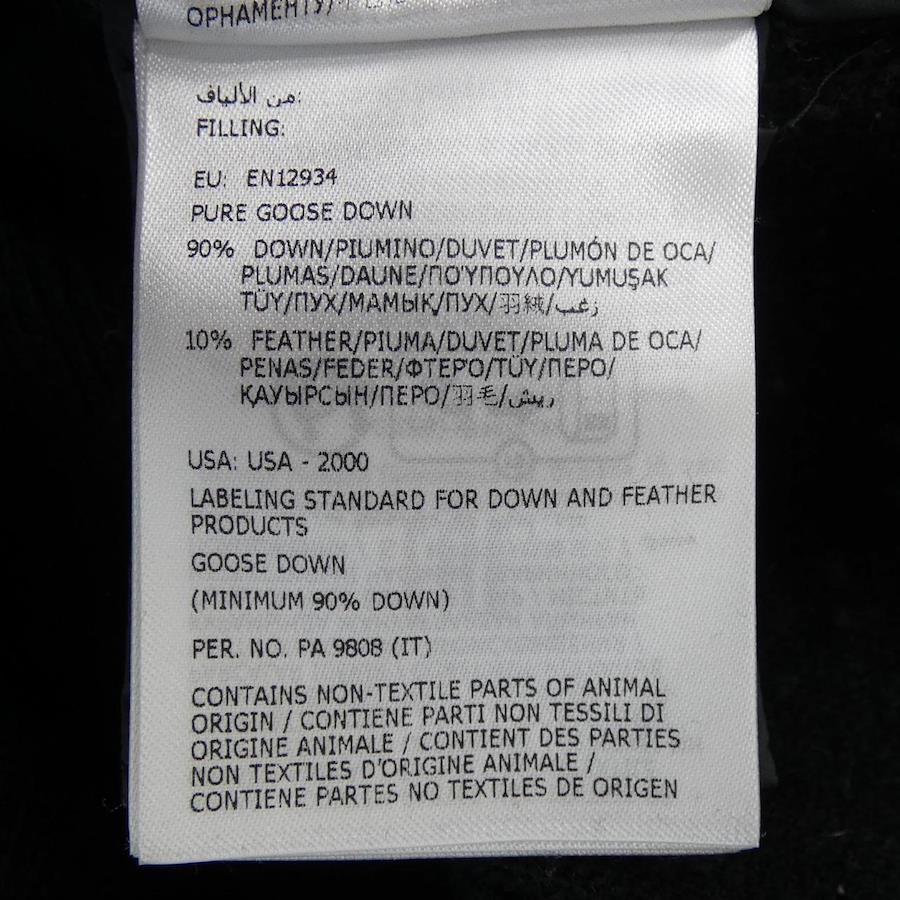 ОРНАМЕНТУ/
من الألياف:
FILLING:
EU: EN12934
PURE GOOSE DOWN
90% DOWN/PIUMINO/DUVET/PLUMÓN DE OCA/
PLUMAS/DAUNE/ΠΟΎΠΟΥΛΟ/YUMUŞAK
TÜY/ПУХ/МАМЫҚ/ПУХ/羽絨/زغب
10% FEATHER/PIUMA/DUVET/PLUMA DE OCA/
PENAS/FEDER/ΦΤΕΡΌ/TÜY/ПЕРО/
ҚАУЫРСЫН/ПЕРО/羽毛/ريش
USA: USA - 2000
LABELING STANDARD FOR DOWN AND FEATHER
PRODUCTS
GOOSE DOWN
(MINIMUM 90% DOWN)
PER. NO. PA 9808 (IT)
CONTAINS NON-TEXTILE PARTS OF ANIMAL
ORIGIN / CONTIENE PARTI NON TESSILI DI
ORIGINE ANIMALE / CONTIENT DES PARTIES
NON TEXTILES D'ORIGINE ANIMALE /
CONTIENE PARTES NO TEXTILES DE ORIGEN